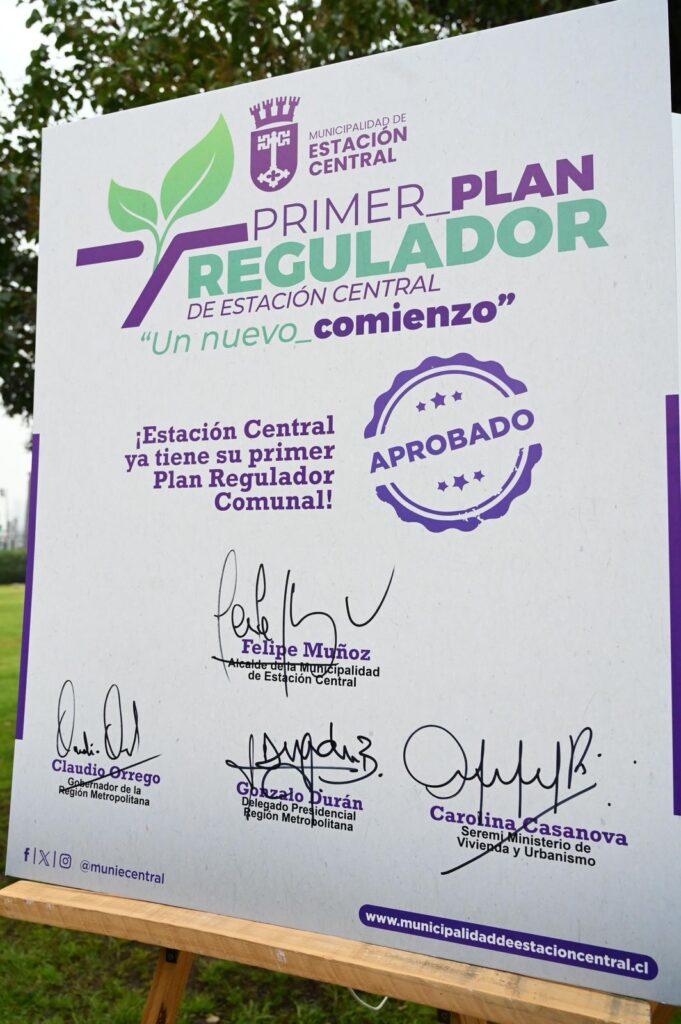 MUNICIPALIDAD DE
ESTACIÓN
CENTRAL
PRIMER_PLAN
REGULADOR
DE ESTACIÓN CENTRAL
“Un nuevo_comienzo”
¡Estación Central
ya tiene su primer
Plan Regulador
Comunal!
APROBADO
Felipe Muñoz
Alcalde de la Municipalidad
de Estación Central
Claudio Orrego
Gobernador de la
Región Metropolitana
Gonzalo Durán
Delegado Presidencial
Región Metropolitana
Carolina Casanova
Seremi Ministerio de
Vivienda y Urbanismo
@muniecentral
www.municipalidaddeestacioncentral.cl